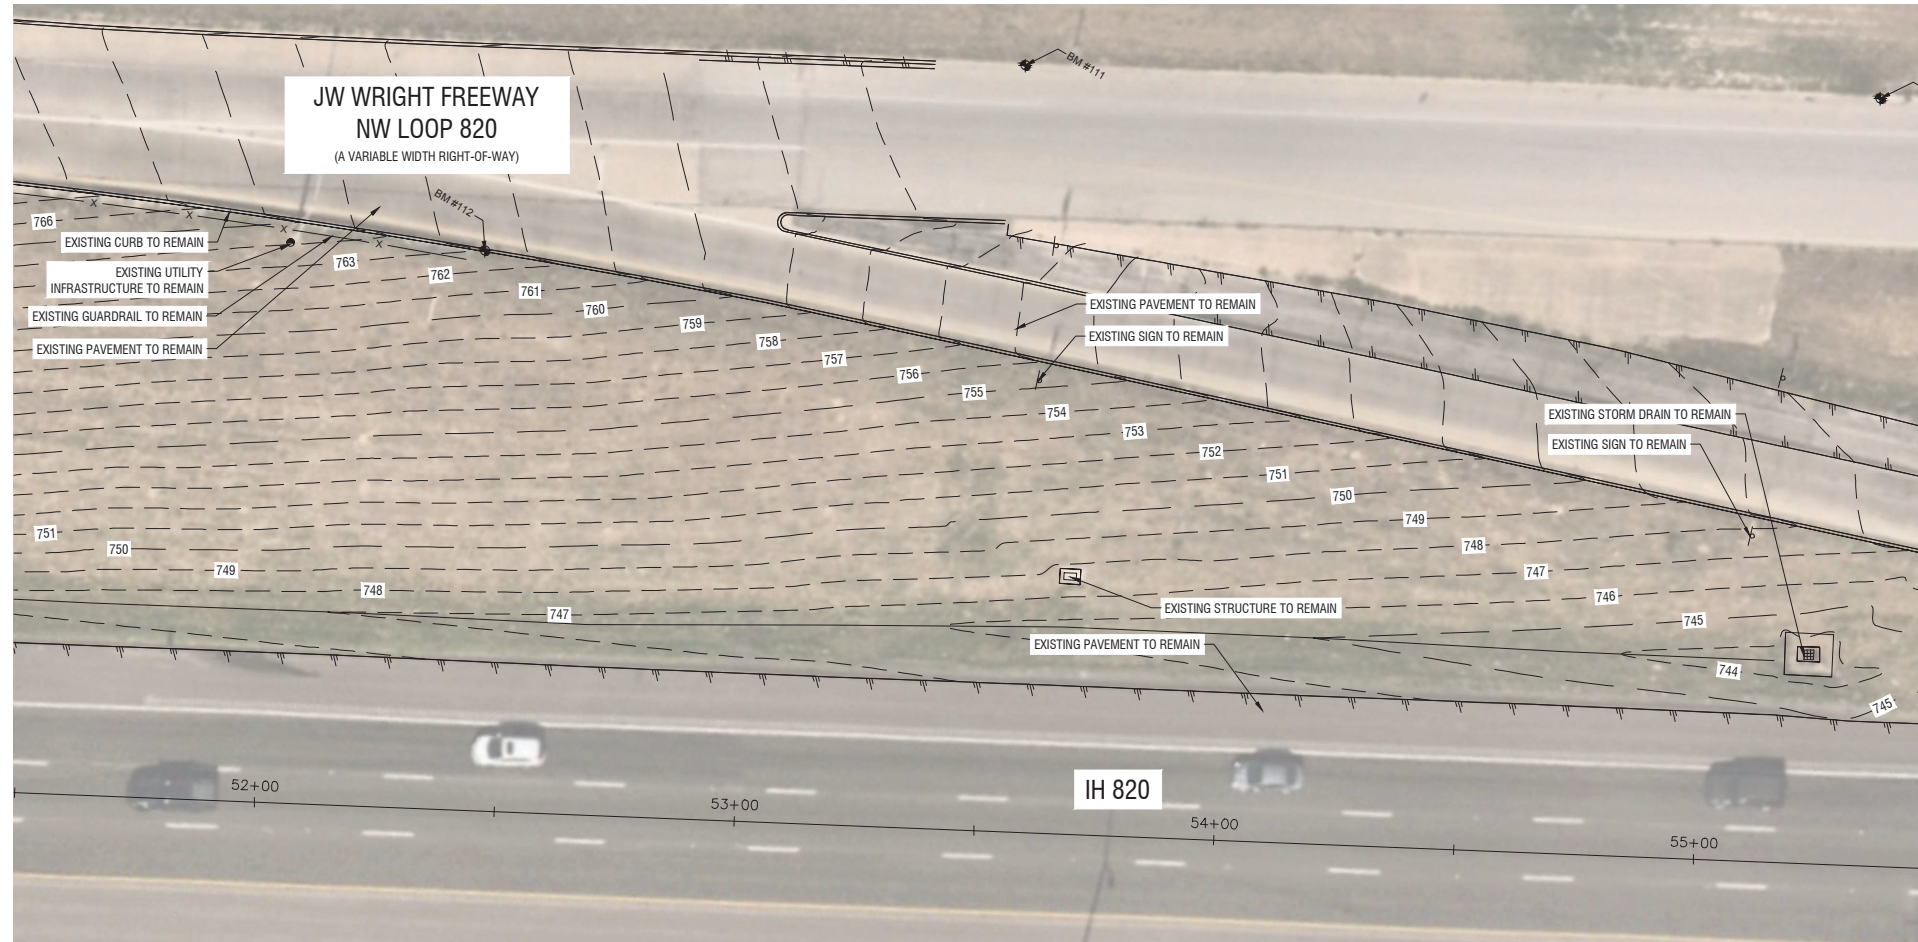 BM #111
JW WRIGHT FREEWAY
NW LOOP 820
(A VARIABLE WIDTH RIGHT-OF-WAY)
BM #112
766
EXISTING CURB TO REMAIN
763
762
EXISTING UTILITY
INFRASTRUCTURE TO REMAIN
761
760
EXISTING GUARDRAIL TO REMAIN
759
EXISTING PAVEMENT TO REMAIN
758
757
756
755
754
753
752
751
750
749
748
747
746
745
744
745
EXISTING PAVEMENT TO REMAIN
EXISTING SIGN TO REMAIN
EXISTING STORM DRAIN TO REMAIN
EXISTING SIGN TO REMAIN
751
750
749
748
747
EXISTING STRUCTURE TO REMAIN
EXISTING PAVEMENT TO REMAIN
IH 820
52+00
53+00
54+00
55+00